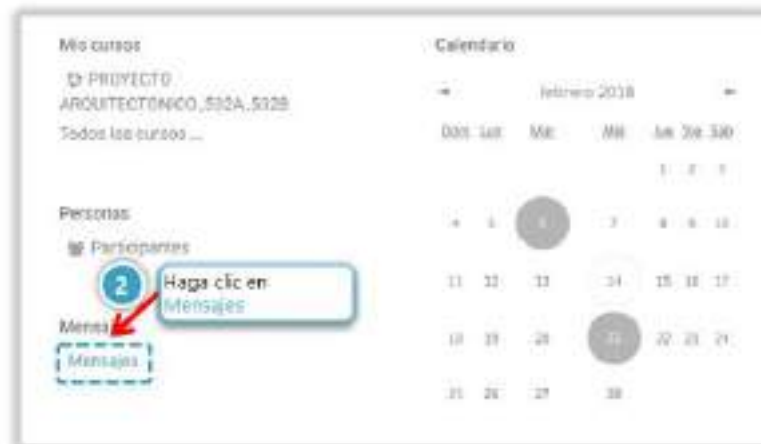 Mis cursos
PROYECTO
ARQUITECTONICO_532A_532B
Todos los cursos ...
Personas
Participantes
2
Haga clic en
Mensajes
Mensajes
Calendario
febrero 2018
Dom Lun Mar Mié Jue Vie Sáb
1 2 3
4 5 6 7 8 9 10
11 12 13 14 15 16 17
18 19 20 21 22 23 24
25 26 27 28